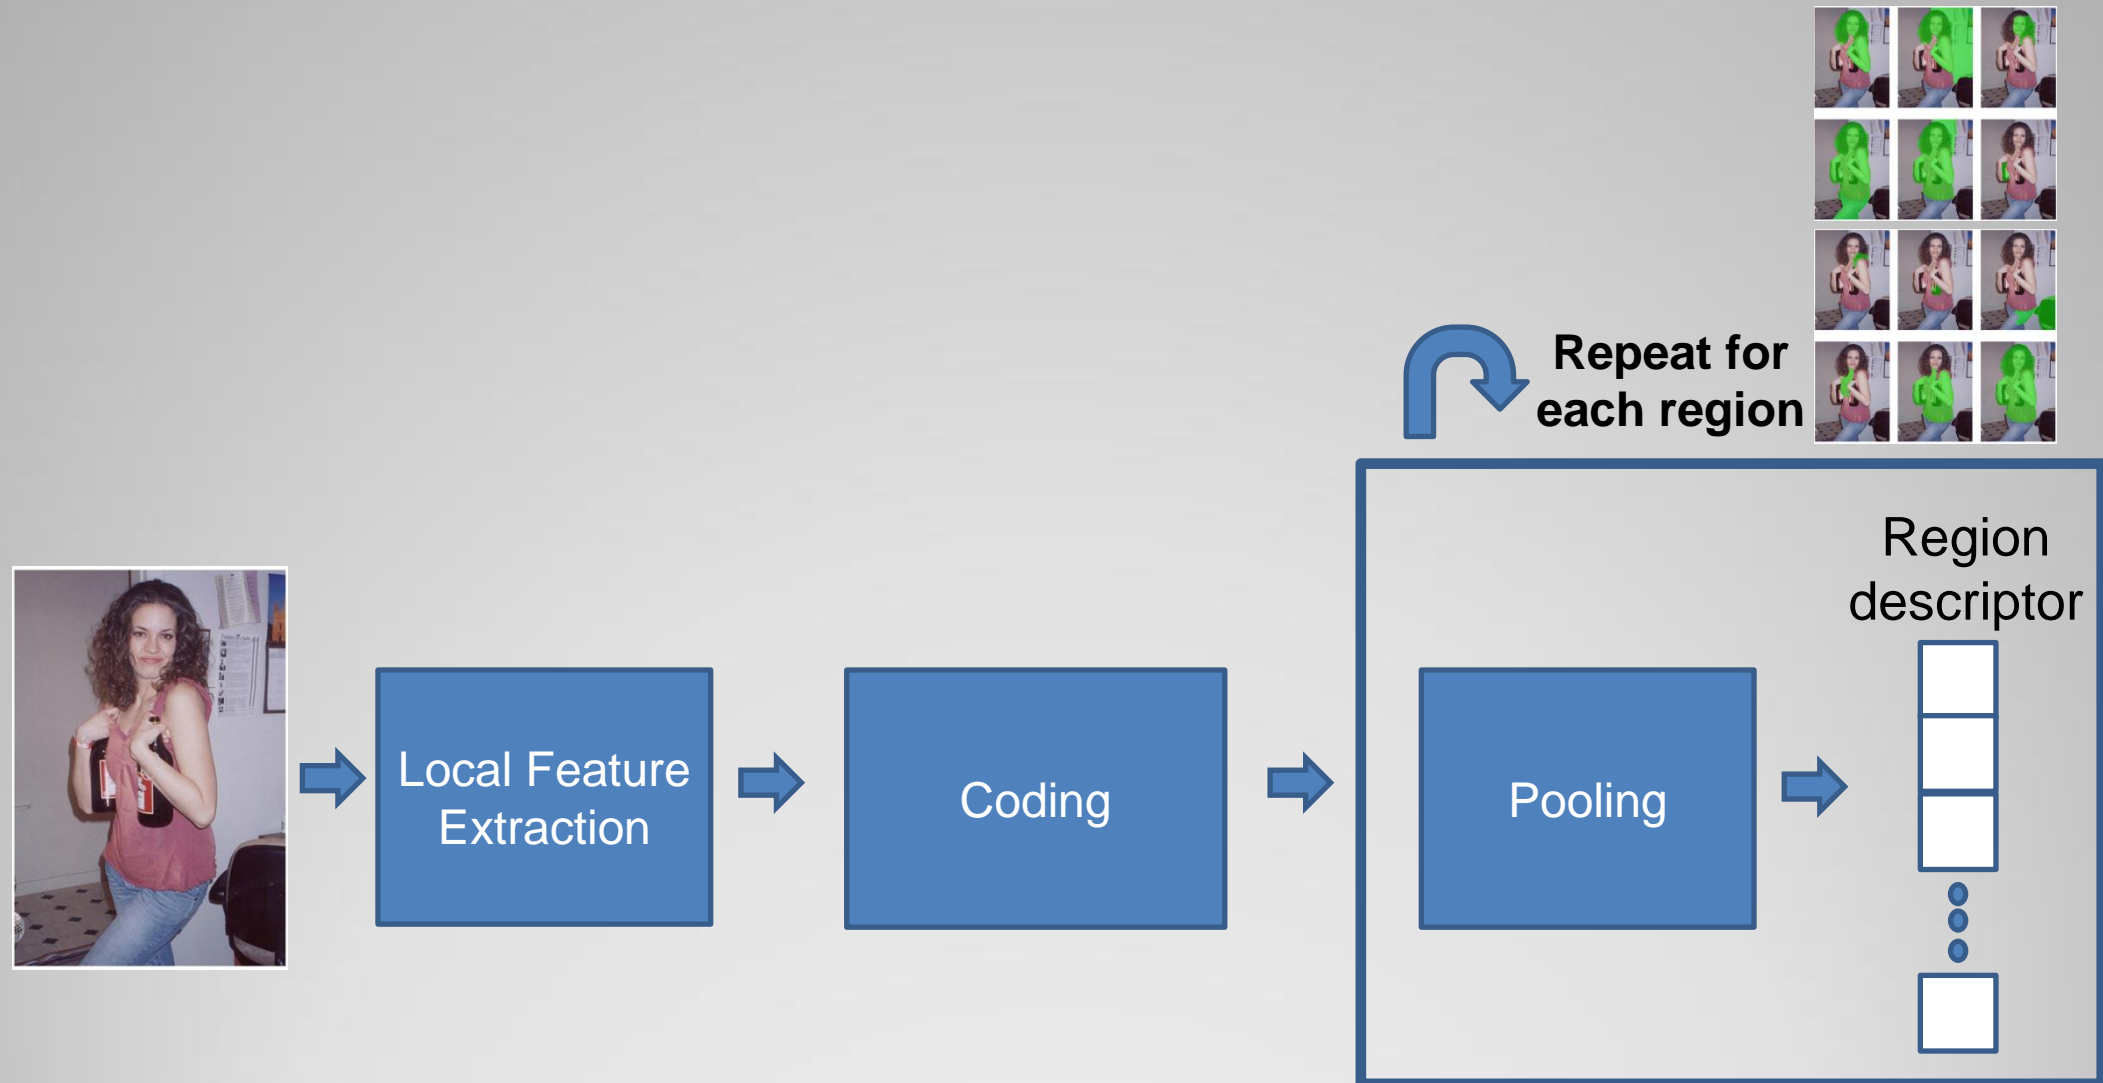 Repeat for
each region
Region
descriptor
Local Feature
Extraction
Coding
Pooling